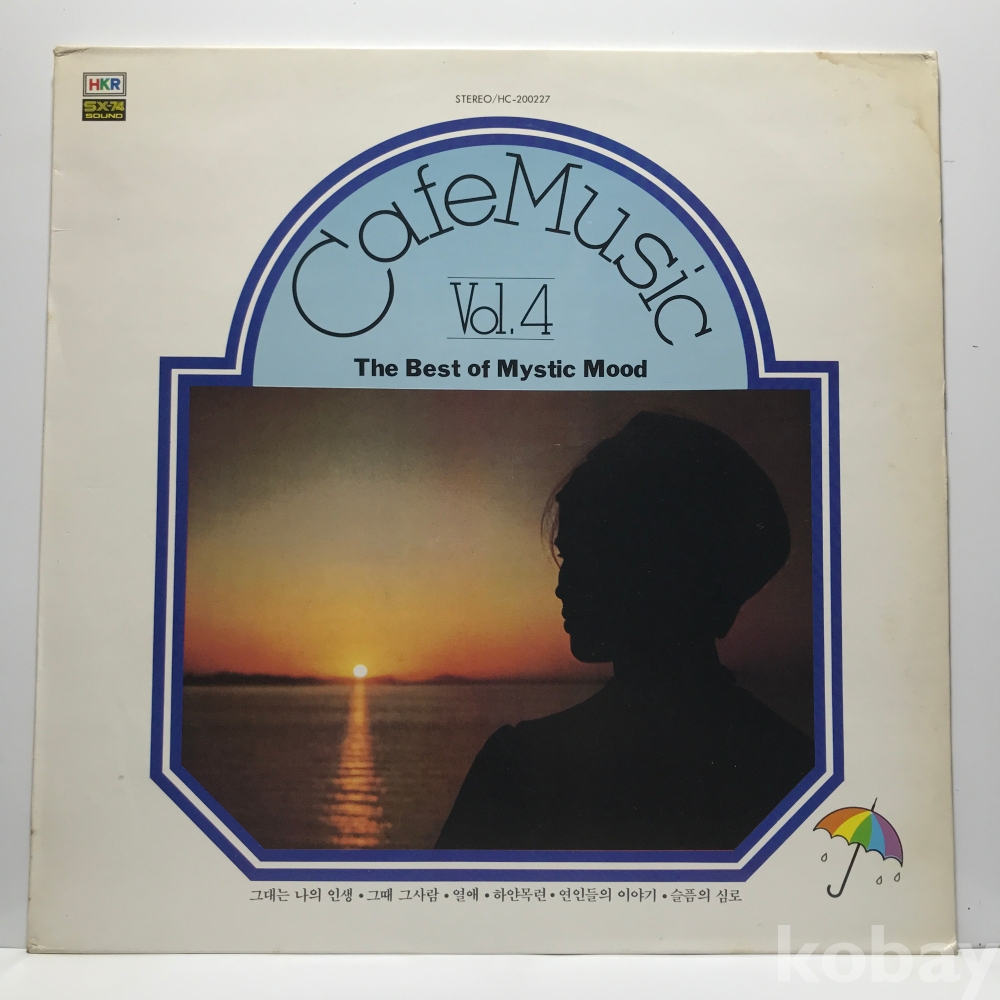 HKR
SX-74
SOUND
STEREO/HC-200227
Cafe Music
Vol. 4
The Best of Mystic Mood
그대는 나의 인생 • 그때 그사람 • 열애 • 하얀목련 • 연인들의 이야기 • 슬픔의 심로
kobay